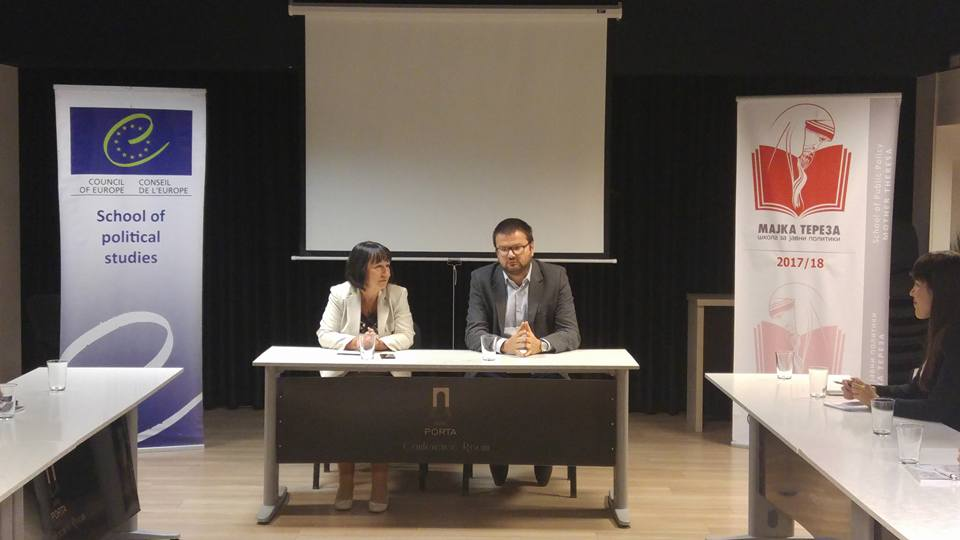 COUNCIL OF EUROPE
CONSEIL DE L'EUROPE
School of
political
studies
МАЈКА ТЕРЕЗА
школа за јавни политики
2017/18
School of Public Policy
MOTHER THERESA
PORTA
Conference Room
PORTA